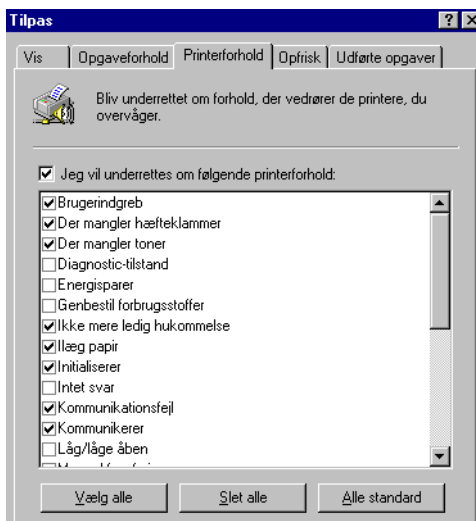 Tilpas
Vis Opgaveforhold Printerforhold Opfrisk Udførte opgaver
Bliv underrettet om forhold, der vedrører de printere, du
overvåger.
Jeg vil underrettes om følgende printerforhold:
Brugerindgreb
Der mangler hæfteklammer
Der mangler toner
Diagnostic-tilstand
Energisparer
Genbestil forbrugsstoffer
Ikke mere ledig hukommelse
Ilæg papir
Initialiserer
Intet svar
Kommunikationsfejl
Kommunikerer
Låg/låge åben
Vælg alle Slet alle Alle standard